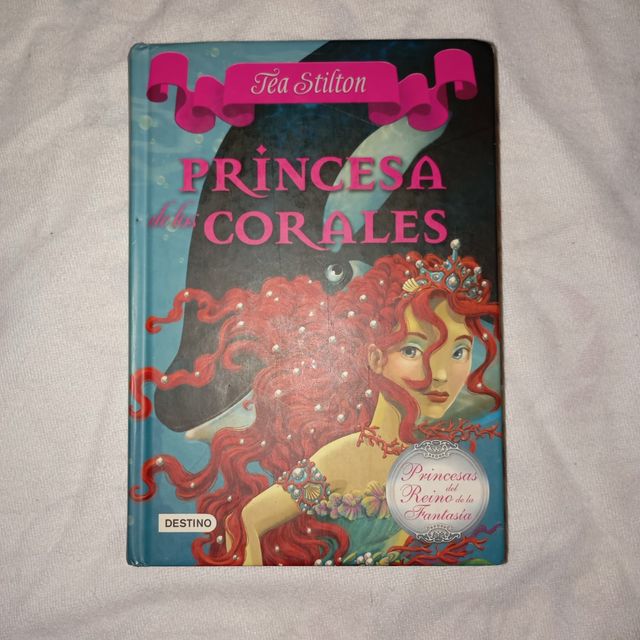 Tea Stilton
PRINCESA
de los CORALES
Princesas
del
Reino de la
Fantasía
DESTINO